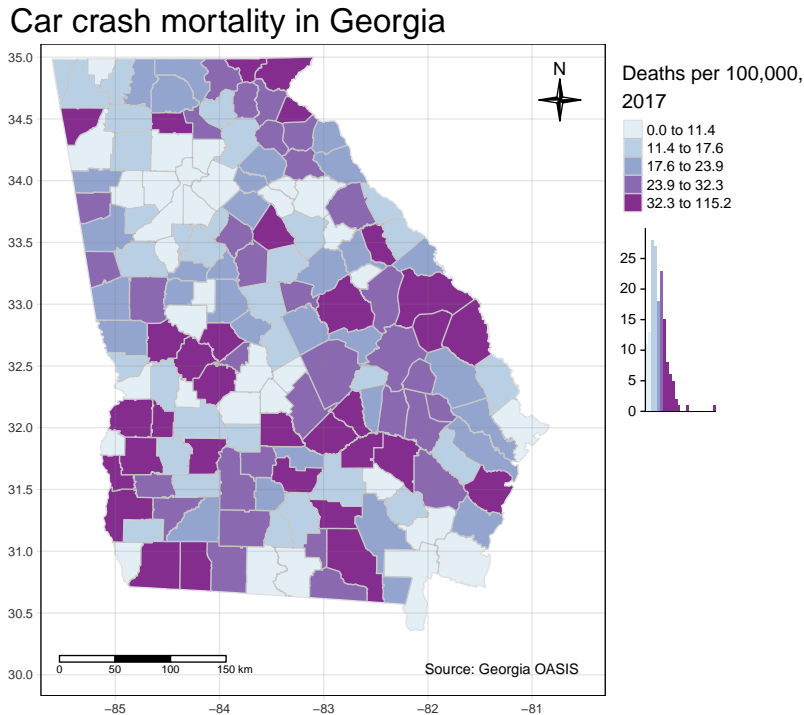 Car crash mortality in Georgia
35.0
34.5
34.0
33.5
33.0
32.5
32.0
31.5
31.0
30.5
30.0
N
0 50 100 150 km
Source: Georgia OASIS
−85 −84 −83 −82 −81
Deaths per 100,000,
2017
0.0 to 11.4
11.4 to 17.6
17.6 to 23.9
23.9 to 32.3
32.3 to 115.2
25
20
15
10
5
0